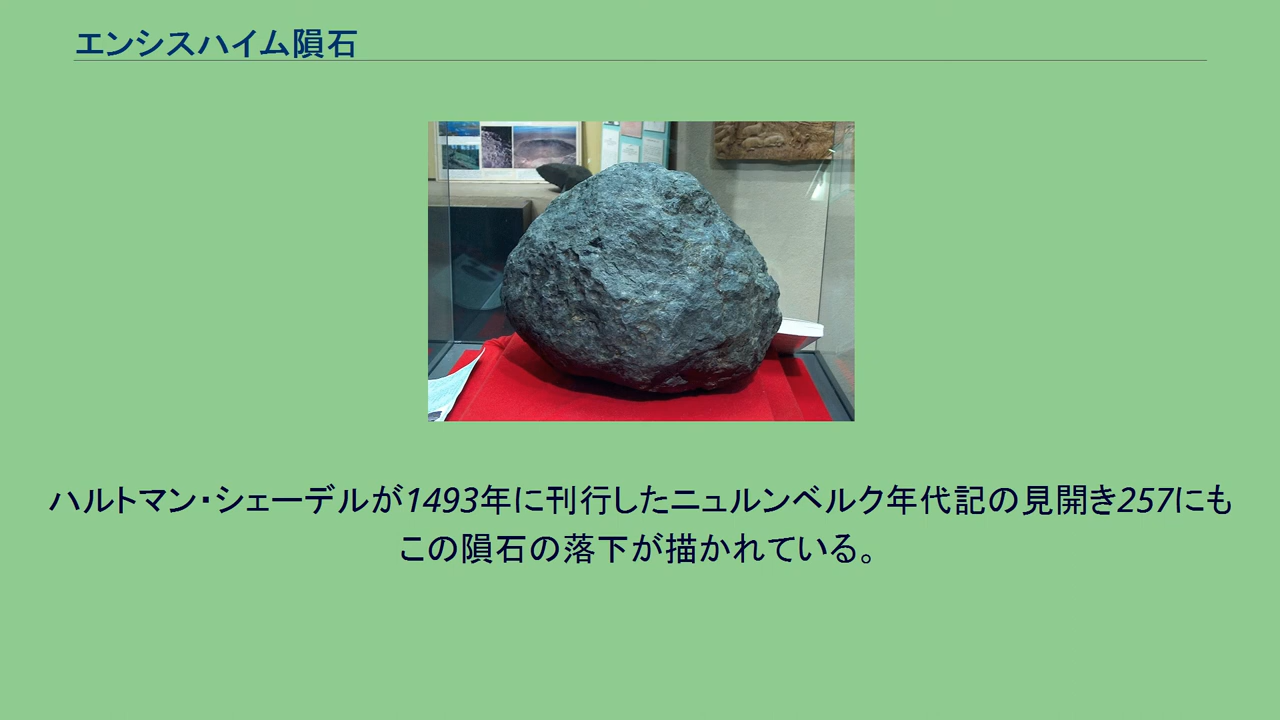 エンシスハイム隕石
ハルトマン・シェーデルが1493年に刊行したニュルンベルク年代記の見開き257にも
この隕石の落下が描かれている。